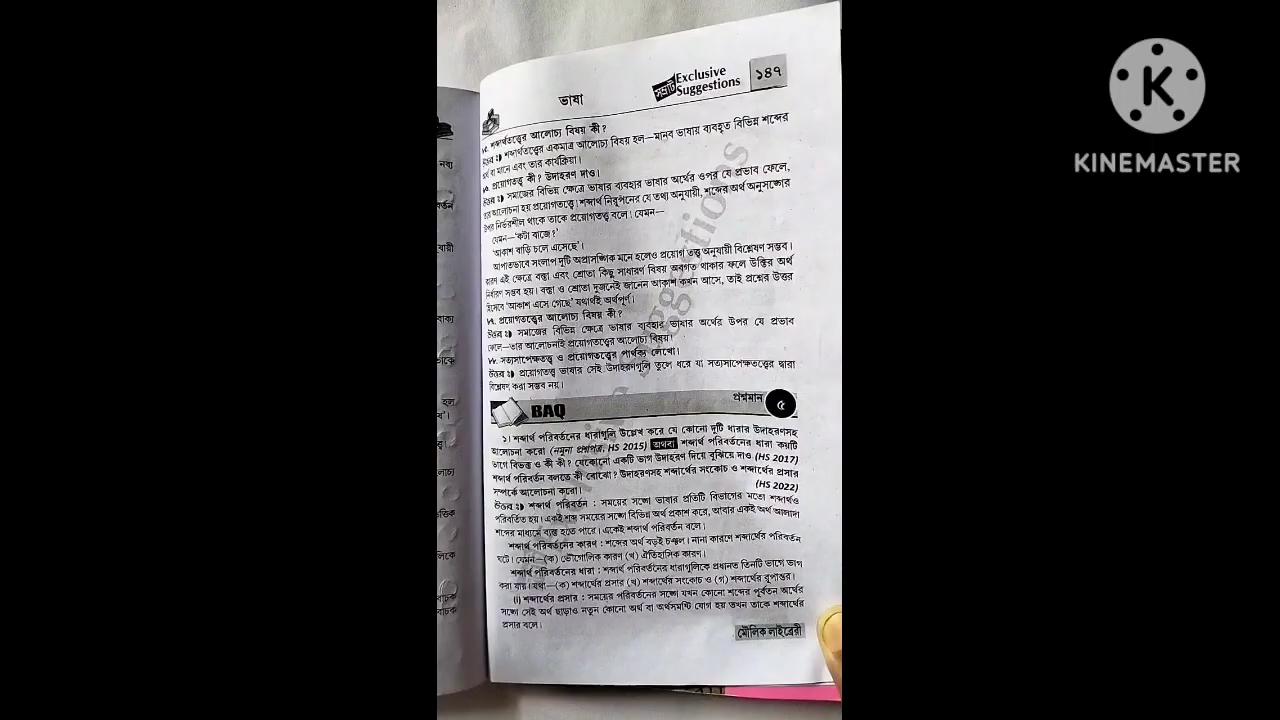 ভাষা
সম্রাট Exclusive Suggestions ১৪৭
৮৫. শব্দার্থতত্ত্বের আলোচ্য বিষয় কী?
উত্তর শব্দার্থতত্ত্বের একমাত্র আলোচ্য বিষয় হল—মানব ভাষায় ব্যবহৃত বিভিন্ন শব্দের
অর্থ বা মানে এবং তার কার্যক্রিয়া।
৮৬. প্রয়োগতত্ত্ব কী? উদাহরণ দাও।
উত্তর সমাজের বিভিন্ন ক্ষেত্রে ভাষার ব্যবহার ভাষার অর্থের ওপর যে প্রভাব ফেলে,
তার আলোচনা হয় প্রয়োগতত্ত্বে। শব্দার্থ নিরূপনের যে তথ্য অনুযায়ী, শব্দের অর্থ অনুসঙ্গের
উপর নির্ভরশীল থাকে তাকে প্রয়োগতত্ত্ব বলে। যেমন—
যেমন—'কটা বাজে?'
'আকাশ বাড়ি চলে এসেছে'।
আপাতভাবে সংলাপ দুটি অপ্রাসঙ্গিক মনে হলেও প্রয়োগ তত্ত্ব অনুযায়ী বিশ্লেষণ সম্ভব।
কারণ এই ক্ষেত্রে বক্তা এবং শ্রোতা কিছু সাধারণ বিষয় অবগত থাকার ফলে উক্তির অর্থ
নির্ধারণ সম্ভব হয়। বক্তা ও শ্রোতা দুজনেই জানেন আকাশ কখন আসে, তাই প্রশ্নের উত্তর
হিসেবে 'আকাশ এসে গেছে' যথার্থই অর্থপূর্ণ।
৮৭. প্রয়োগতত্ত্বের আলোচ্য বিষয় কী?
উত্তর সমাজের বিভিন্ন ক্ষেত্রে ভাষার ব্যবহার ভাষার অর্থের উপর যে প্রভাব
ফেলে—তার আলোচনাই প্রয়োগতত্ত্বের আলোচ্য বিষয়।
৮৮. সত্যসাপেক্ষতত্ত্ব ও প্রয়োগতত্ত্বের পার্থক্য লেখো।
উত্তর প্রয়োগতত্ত্ব ভাষার সেই উদাহরণগুলি তুলে ধরে যা সত্যসাপেক্ষতত্ত্বের দ্বারা
বিশ্লেষণ করা সম্ভব নয়।
BAQ প্রশ্নমান ৫
১। শব্দার্থ পরিবর্তনের ধারাগুলি উল্লেখ করে যে কোনো দুটি ধারার উদাহরণসহ
আলোচনা করো (নমুনা প্রশ্নপত্র, HS 2015) অথবা শব্দার্থ পরিবর্তনের ধারা কয়টি
ভাগে বিভক্ত ও কী কী? যেকোনো একটি ভাগ উদাহরণ দিয়ে বুঝিয়ে দাও (HS 2017)
শব্দার্থ পরিবর্তন বলতে কী বোঝো? উদাহরণসহ শব্দার্থের সংকোচ ও শব্দার্থের প্রসার
সম্পর্কে আলোচনা করো। (HS 2022)
উত্তর শব্দার্থ পরিবর্তন : সময়ের সঙ্গে ভাষার প্রতিটি বিভাগের মতো শব্দার্থও
পরিবর্তিত হয়। একই শব্দ সময়ের সঙ্গে বিভিন্ন অর্থ প্রকাশ করে, আবার একই অর্থ আলাদা
শব্দের মাধ্যমে ব্যক্ত হতে পারে। একেই শব্দার্থ পরিবর্তন বলে।
শব্দার্থ পরিবর্তনের কারণ : শব্দের অর্থ বড়ই চঞ্চল। নানা কারণে শব্দার্থের পরিবর্তন
ঘটে। যেমন—(ক) ভৌগোলিক কারণ (খ) ঐতিহাসিক কারণ।
শব্দার্থ পরিবর্তনের ধারা : শব্দার্থ পরিবর্তনের ধারাগুলিকে প্রধানত তিনটি ভাগে ভাগ
করা যায়। যথা—(ক) শব্দার্থের প্রসার (খ) শব্দার্থের সংকোচ ও (গ) শব্দার্থের রূপান্তর।
(i) শব্দার্থের প্রসার : সময়ের পরিবর্তনের সঙ্গে যখন কোনো শব্দের পূর্বতন অর্থের
সঙ্গে সেই অর্থ ছাড়াও নতুন কোনো অর্থ বা অর্থসমষ্টি যোগ হয় তখন তাকে শব্দার্থের
প্রসার বলে।
মৌলিক লাইব্রেরী
KINEMASTER